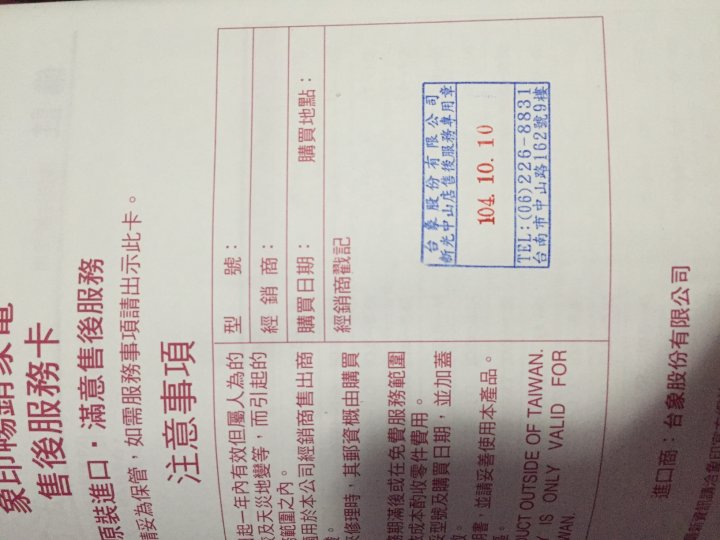 象印暢銷家電
售後服務卡
原裝進口・滿意售後服務
請妥為保管，如需服務事項請出示此卡。
注意事項
起一年內有效但屬人為的
及天災地變等，而引起的
範圍之內。
用於本公司經銷商售出商
修理時，其郵資概由購買
期滿後或在免費服務範圍
成本酌收零件費用。
型號及購買日期，並加蓋
明書，並請妥善使用本產品。
DUCT OUTSIDE OF TAIWAN.
Y IS ONLY VALID FOR
WAN.
型 號：
經 銷 商：
購買日期： 購買地點：
經銷商戳記
台象股份有限公司
新光中山店售後服務專用章
104.10.10
TEL:(06)226-8831
台南市中山路162號9樓
進口商：台象股份有限公司